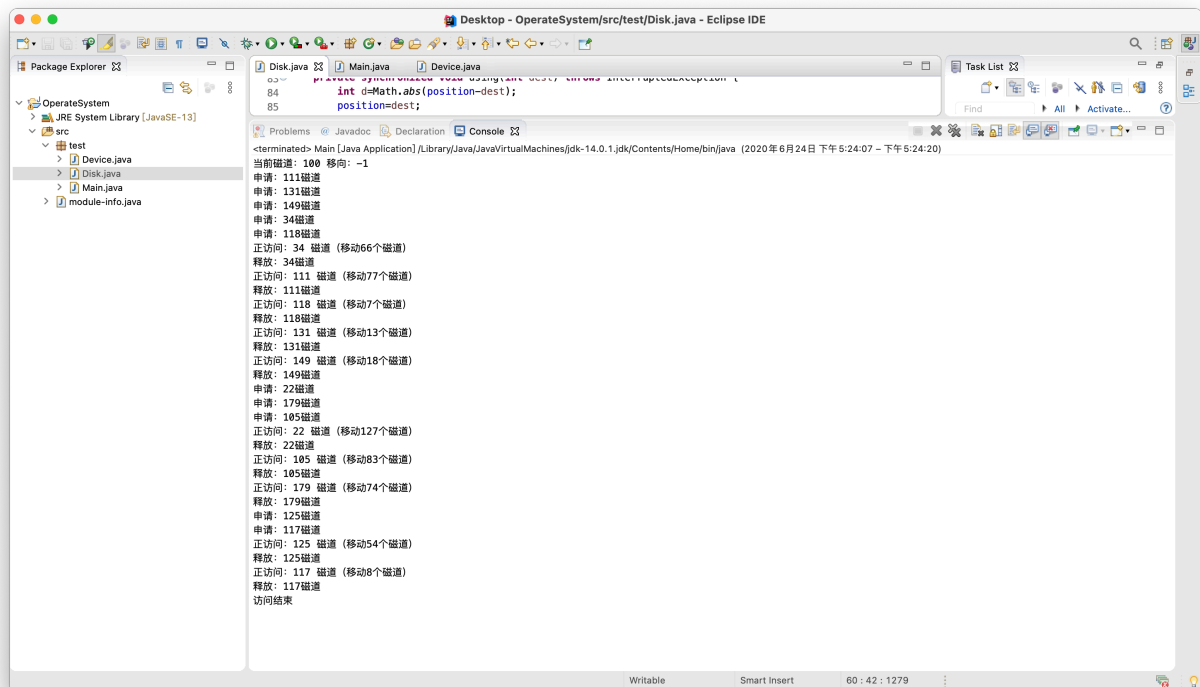 Desktop - OperateSystem/src/test/Disk.java - Eclipse IDE
Package Explorer
OperateSystem
JRE System Library [JavaSE-13]
src
test
Device.java
Disk.java
Main.java
module-info.java
Disk.java
Main.java
Device.java
83 private synchronized void using(int dest) throws InterruptedException {
84 int d=Math.abs(position-dest);
85 position=dest;
Task List
Find
All
Activate...
Problems
@ Javadoc
Declaration
Console
<terminated> Main [Java Application] /Library/Java/JavaVirtualMachines/jdk-14.0.1.jdk/Contents/Home/bin/java (2020年6月24日 下午5:24:07 – 下午5:24:20)
当前磁道：100 移向：-1
申请：111磁道
申请：131磁道
申请：149磁道
申请：34磁道
申请：118磁道
正访问：34 磁道（移动66个磁道）
释放：34磁道
正访问：111 磁道（移动77个磁道）
释放：111磁道
正访问：118 磁道（移动7个磁道）
释放：118磁道
正访问：131 磁道（移动13个磁道）
释放：131磁道
正访问：149 磁道（移动18个磁道）
释放：149磁道
申请：22磁道
申请：179磁道
申请：105磁道
正访问：22 磁道（移动127个磁道）
释放：22磁道
正访问：105 磁道（移动83个磁道）
释放：105磁道
正访问：179 磁道（移动74个磁道）
释放：179磁道
申请：125磁道
申请：117磁道
正访问：125 磁道（移动54个磁道）
释放：125磁道
正访问：117 磁道（移动8个磁道）
释放：117磁道
访问结束
Writable
Smart Insert
60 : 42 : 1279